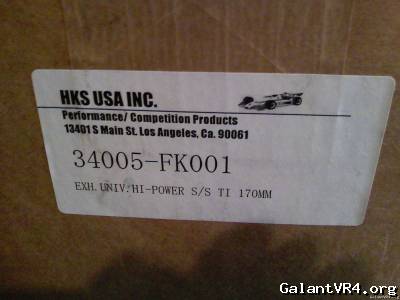 HKS USA INC.
Performance/ Competition Products
13401 S Main St. Los Angeles, Ca. 90061
34005-FK001
EXH.UNIV.HI-POWER S/S TI 170MM
GalantVR4.org